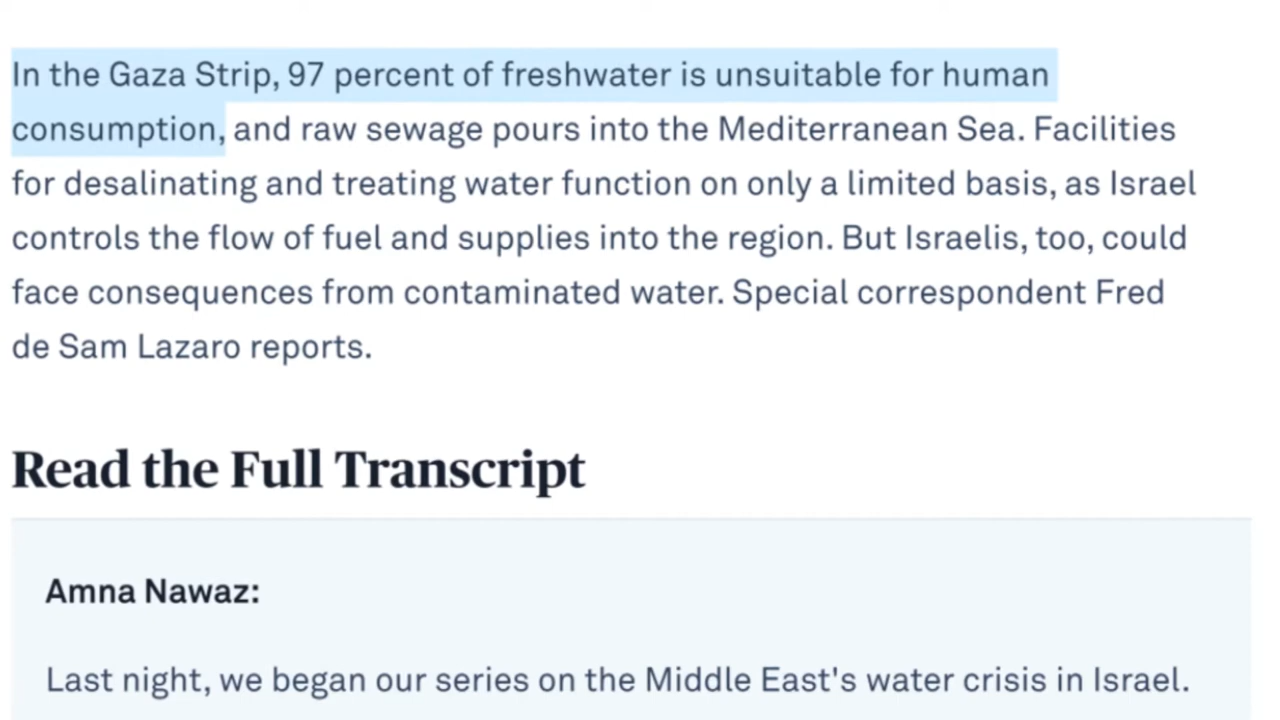 In the Gaza Strip, 97 percent of freshwater is unsuitable for human
consumption, and raw sewage pours into the Mediterranean Sea. Facilities
for desalinating and treating water function on only a limited basis, as Israel
controls the flow of fuel and supplies into the region. But Israelis, too, could
face consequences from contaminated water. Special correspondent Fred
de Sam Lazaro reports.
Read the Full Transcript
Amna Nawaz:
Last night, we began our series on the Middle East's water crisis in Israel.